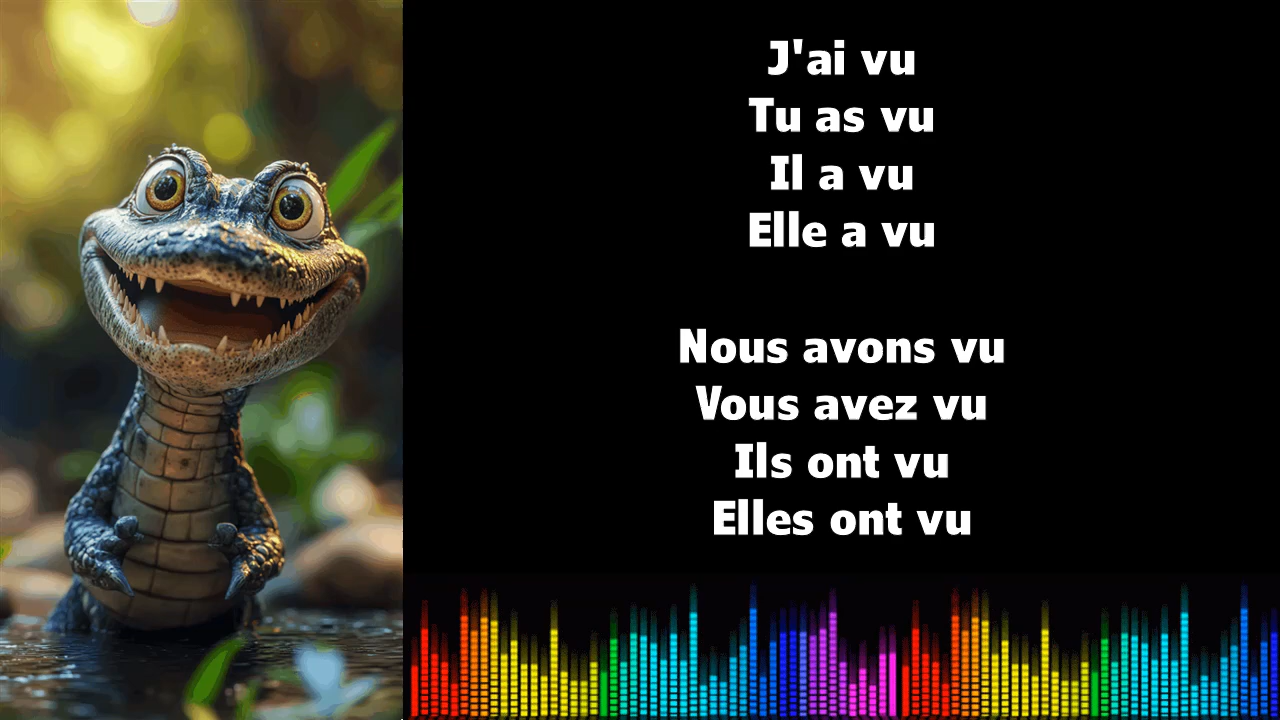 J'ai vu
Tu as vu
Il a vu
Elle a vu
Nous avons vu
Vous avez vu
Ils ont vu
Elles ont vu